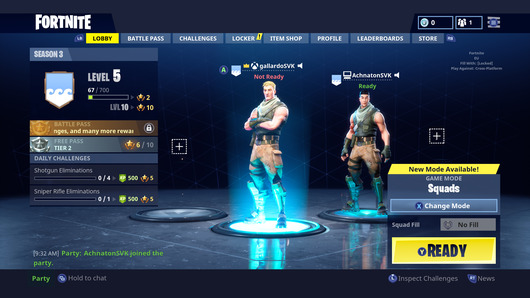 FORTNITE
0
1
LB
LOBBY
BATTLE PASS
CHALLENGES
LOCKER
ITEM SHOP
PROFILE
LEADERBOARDS
STORE
RB
SEASON 3
LEVEL 5
67 / 700
2
LVL 10
10
BATTLE PASS
nges, and many more rewar
FREE PASS
TIER 2
6 / 10
DAILY CHALLENGES
Shotgun Eliminations
0 / 4
500
5
Sniper Rifle Eliminations
0 / 1
500
5
A
gallardoSVK
Not Ready
AchnatonSVK
Ready
Fortnite
EU
Fill With: (Locked)
Play Against: Cross-Platform
New Mode Available!
GAME MODE
Squads
X Change Mode
Squad Fill
No Fill
Y READY
[9:32 AM] Party: AchnatonSVK joined the
party.
Party
Hold to chat
Inspect Challenges
News